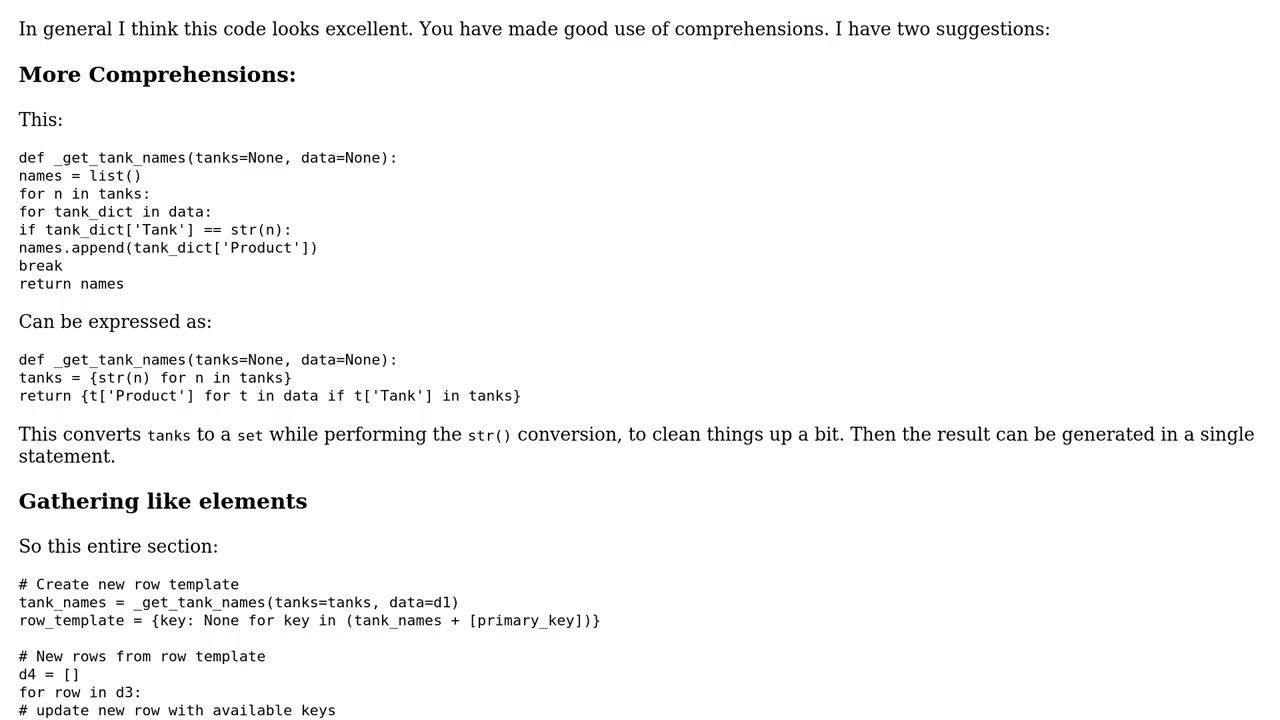 In general I think this code looks excellent. You have made good use of comprehensions. I have two suggestions:
More Comprehensions:
This:
def _get_tank_names(tanks=None, data=None):
names = list()
for n in tanks:
for tank_dict in data:
if tank_dict['Tank'] == str(n):
names.append(tank_dict['Product'])
break
return names
Can be expressed as:
def _get_tank_names(tanks=None, data=None):
tanks = {str(n) for n in tanks}
return {t['Product'] for t in data if t['Tank'] in tanks}
This converts tanks to a set while performing the str() conversion, to clean things up a bit. Then the result can be generated in a single
statement.
Gathering like elements
So this entire section:
# Create new row template
tank_names = _get_tank_names(tanks=tanks, data=d1)
row_template = {key: None for key in (tank_names + [primary_key])}
# New rows from row template
d4 = []
for row in d3:
# update new row with available keys